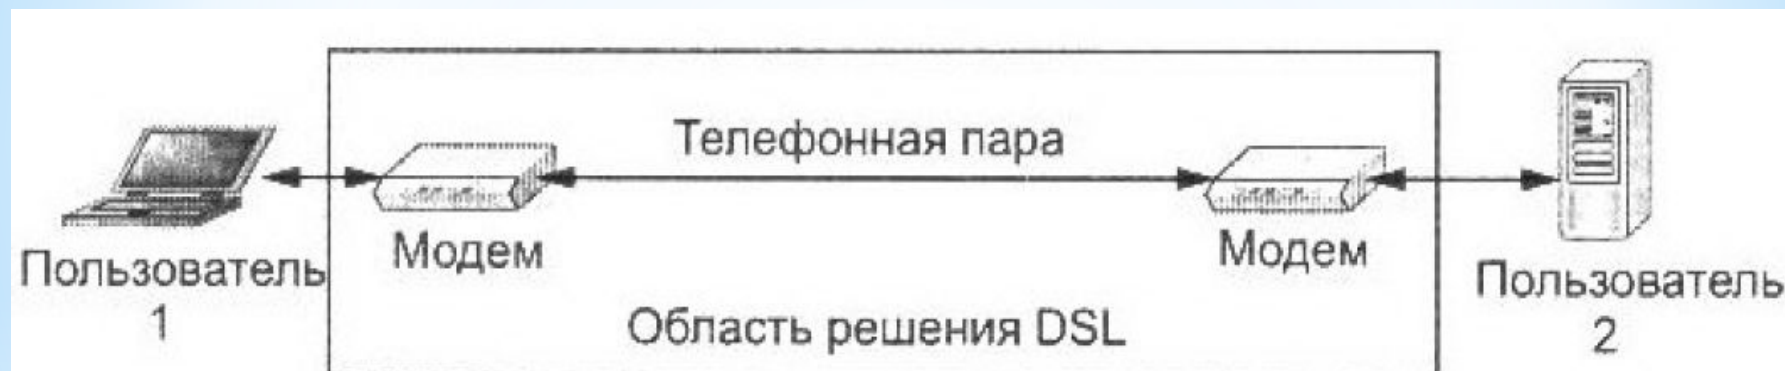 Телефонная пара
Модем
Модем
Пользователь
1
Пользователь
2
Область решения DSL